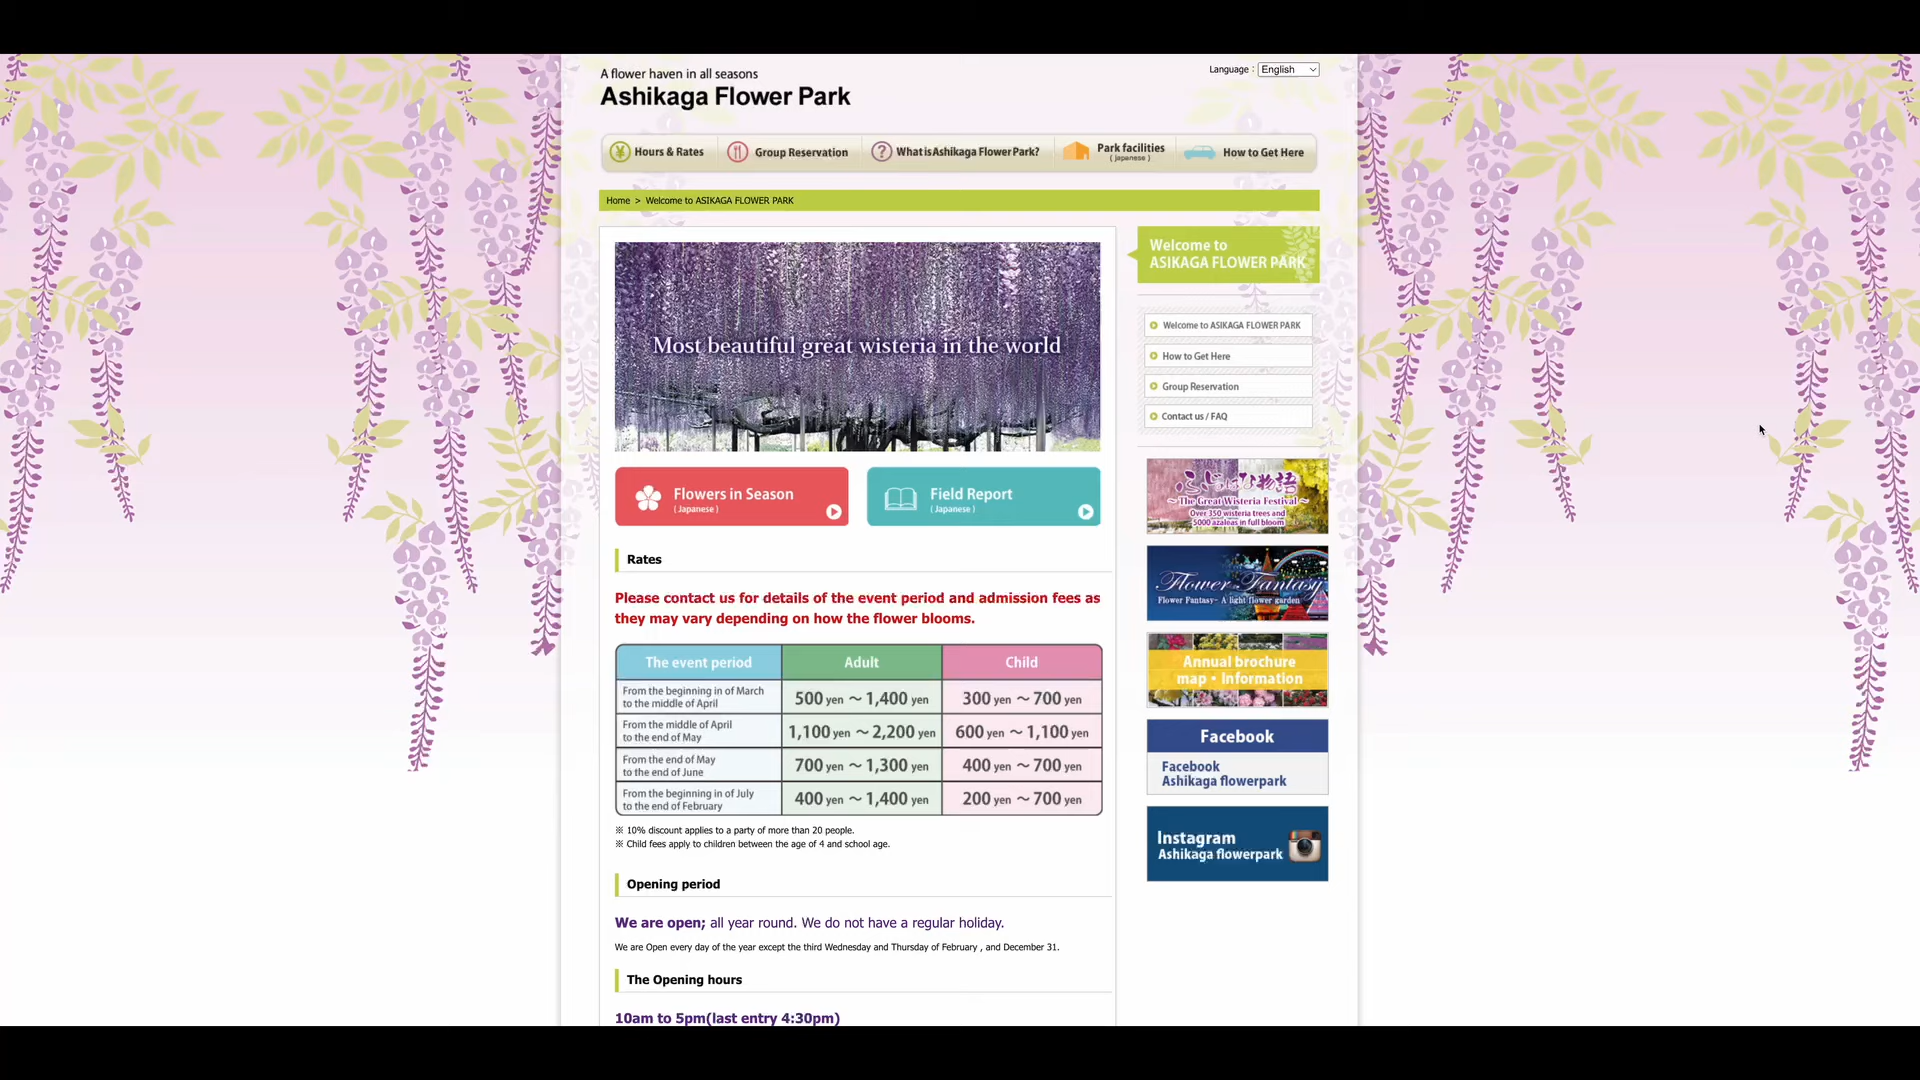 A flower haven in all seasons
Ashikaga Flower Park
Language : English
Hours & Rates
Group Reservation
What is Ashikaga Flower Park?
Park facilities
( Japanese )
How to Get Here
Home > Welcome to ASIKAGA FLOWER PARK
Most beautiful great wisteria in the world
Flowers in Season
( Japanese )
Field Report
( Japanese )
Rates
Please contact us for details of the event period and admission fees as
they may vary depending on how the flower blooms.
The event period Adult Child
From the beginning in of March
to the middle of April
500 yen ～ 1,400 yen 300 yen ～ 700 yen
From the middle of April
to the end of May
1,100 yen ～ 2,200 yen 600 yen ～ 1,100 yen
From the end of May
to the end of June
700 yen ～ 1,300 yen 400 yen ～ 700 yen
From the beginning in of July
to the end of February
400 yen ～ 1,400 yen 200 yen ～ 700 yen
※ 10% discount applies to a party of more than 20 people.
※ Child fees apply to children between the age of 4 and school age.
Opening period
We are open; all year round. We do not have a regular holiday.
We are Open every day of the year except the third Wednesday and Thursday of February , and December 31.
The Opening hours
10am to 5pm(last entry 4:30pm)
Welcome to
ASIKAGA FLOWER PARK
Welcome to ASIKAGA FLOWER PARK
How to Get Here
Group Reservation
Contact us / FAQ
ふじのはな物語
～ The Great Wisteria Festival ～
Over 350 wisteria trees and
5000 azaleas in full bloom
Flower Fantasy
Flower Fantasy- A light flower garden
Annual brochure
map・Information
Facebook
Facebook
Ashikaga flowerpark
Instagram
Ashikaga flowerpark